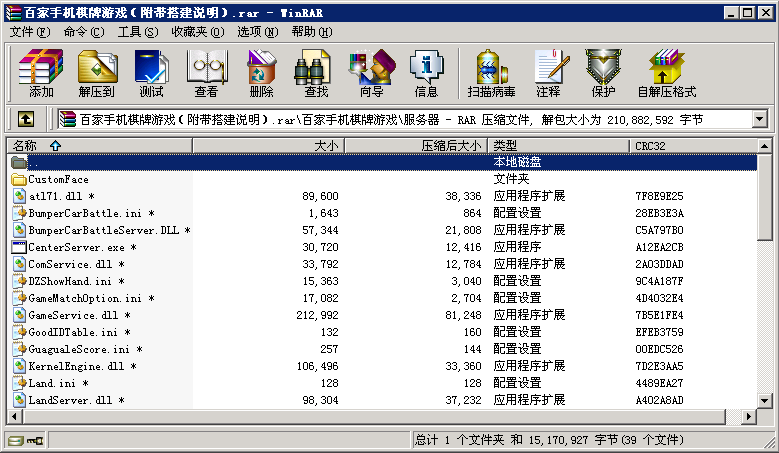 百家手机棋牌游戏(附带搭建说明).rar - WinRAR
文件(F) 命令(C) 工具(S) 收藏夹(O) 选项(N) 帮助(H)
添加 解压到 测试 查看 删除 查找 向导 信息 扫描病毒 注释 保护 自解压格式
百家手机棋牌游戏(附带搭建说明).rar\百家手机棋牌游戏\服务器 - RAR 压缩文件, 解包大小为 210,882,592 字节
名称 大小 压缩后大小 类型 CRC32
.. 本地磁盘
CustomFace 文件夹
atl71.dll * 89,600 38,336 应用程序扩展 7F8E9E25
BumperCarBattle.ini * 1,643 864 配置设置 28EB3E3A
BumperCarBattleServer.DLL * 57,344 21,808 应用程序扩展 C5A797B0
CenterServer.exe * 30,720 12,416 应用程序 A12EA2CB
ComService.dll * 33,792 12,784 应用程序扩展 2A03DDAD
DZShowHand.ini * 15,363 3,040 配置设置 9C4A187F
GameMatchOption.ini * 17,082 2,704 配置设置 4D4032E4
GameService.dll * 212,992 81,248 应用程序扩展 7B5E1FE4
GoodIDTable.ini * 132 160 配置设置 EFEB3759
GuagualeScore.ini * 257 144 配置设置 00EDC526
KernelEngine.dll * 106,496 33,360 应用程序扩展 7D2E3AA5
Land.ini * 128 128 配置设置 4489EA27
LandServer.dll * 98,304 37,232 应用程序扩展 A402A8AD
总计 1 个文件夹 和 15,170,927 字节(39 个文件)